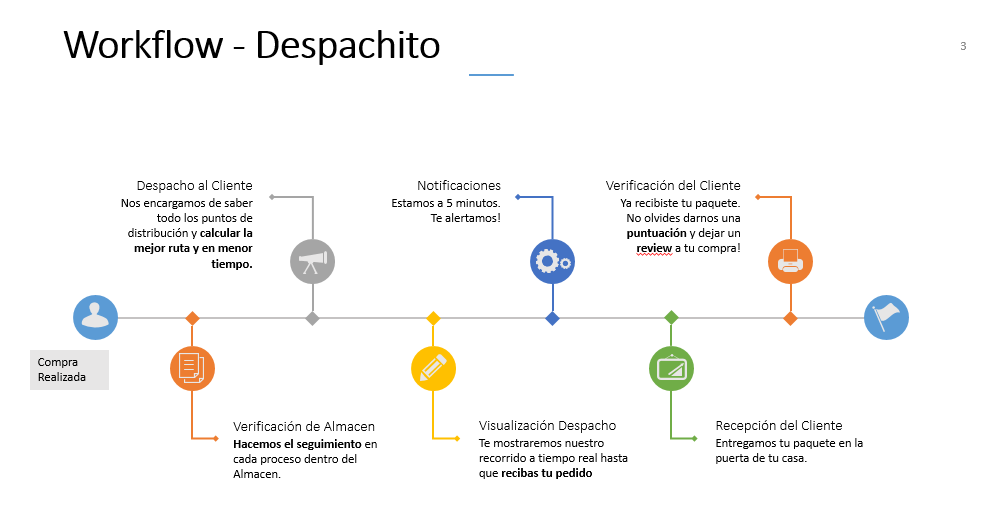 Workflow - Despachito
3
Despacho al Cliente
Nos encargamos de saber
todo los puntos de
distribución y calcular la
mejor ruta y en menor
tiempo.
Notificaciones
Estamos a 5 minutos.
Te alertamos!
Verificación del Cliente
Ya recibiste tu paquete.
No olvides darnos una
puntuación y dejar un
review a tu compra!
Compra
Realizada
Verificación de Almacen
Hacemos el seguimiento en
cada proceso dentro del
Almacen.
Visualización Despacho
Te mostraremos nuestro
recorrido a tiempo real hasta
que recibas tu pedido
Recepción del Cliente
Entregamos tu paquete en la
puerta de tu casa.